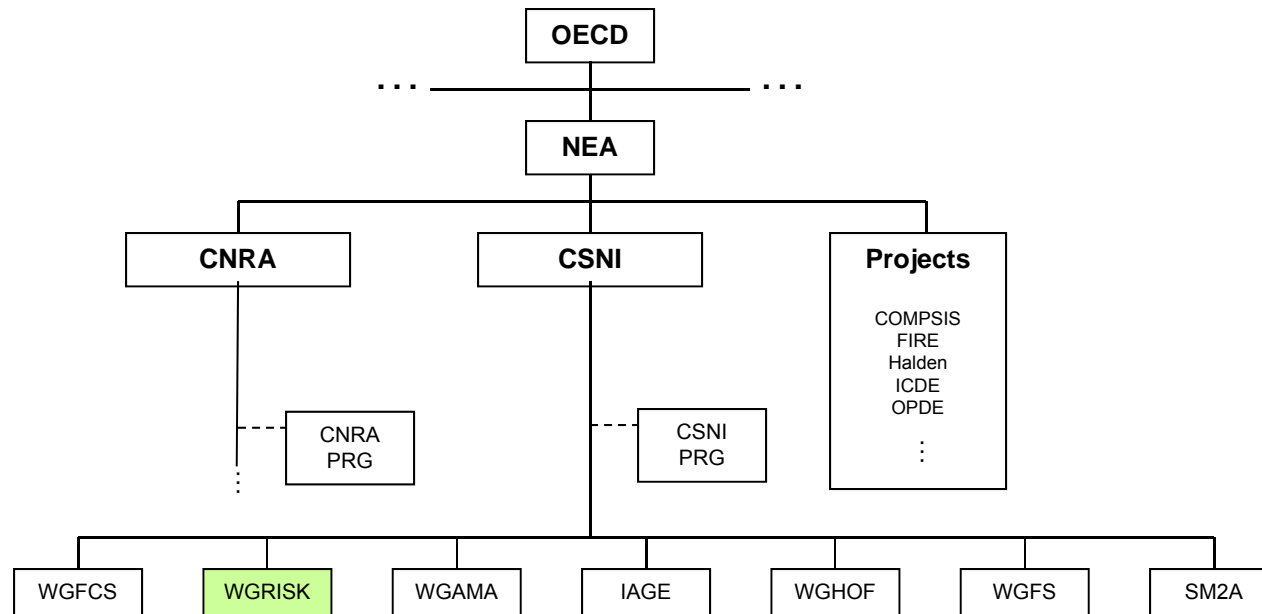 OECD
... ...
NEA
CNRA CSNI Projects
COMPSIS
FIRE
Halden
ICDE
OPDE
⋮
CNRA
PRG
CSNI
PRG
⋮
WGFCS WGRISK WGAMA IAGE WGHOF WGFS SM2A